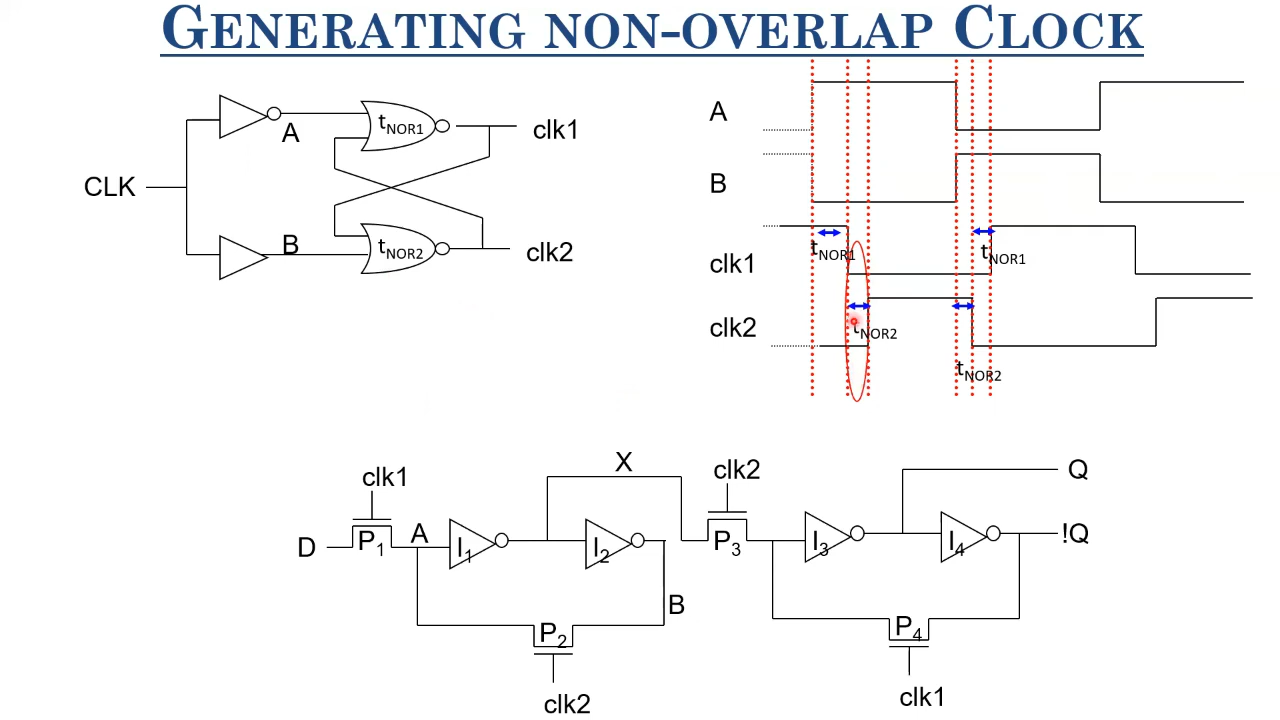 GENERATING NON-OVERLAP CLOCK
CLK
A
B
tNOR1
tNOR2
clk1
clk2
A
B
clk1
clk2
tNOR1
tNOR1
tNOR2
tNOR2
clk1
X
clk2
Q
D
P1
A
I1
I2
P3
I3
I4
!Q
B
P2
P4
clk2
clk1